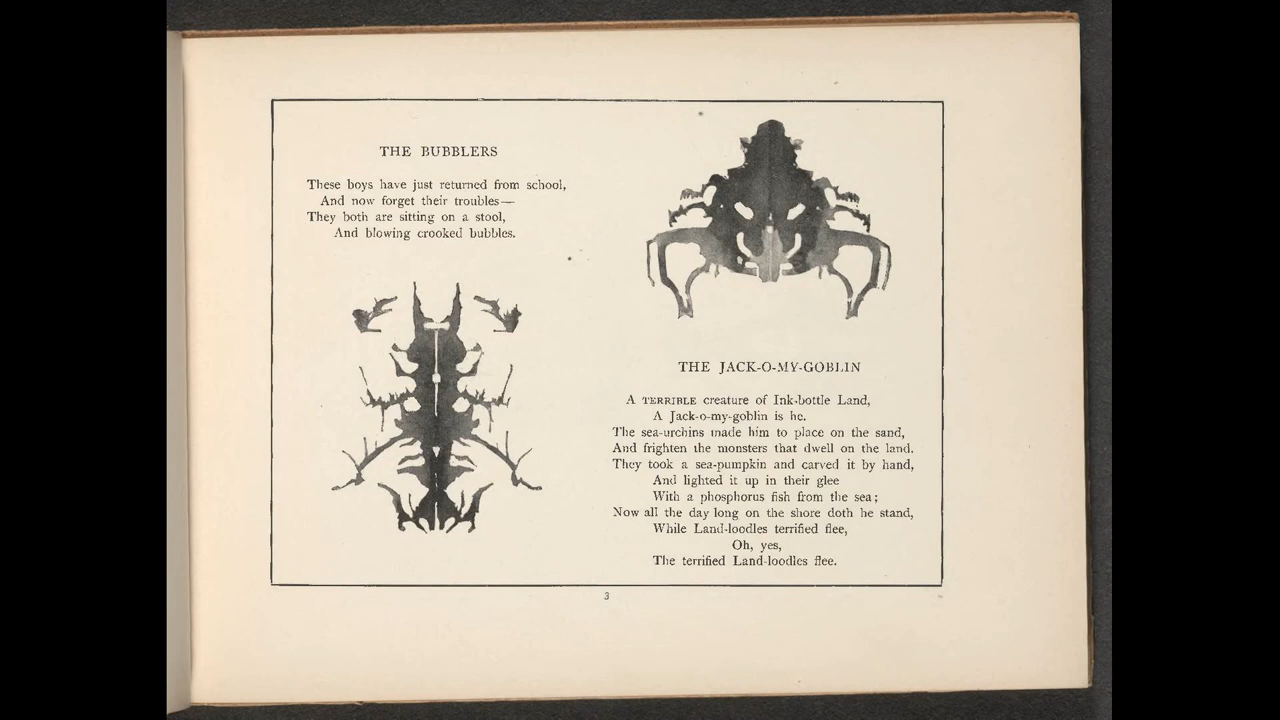 THE BUBBLERS
These boys have just returned from school,
And now forget their troubles—
They both are sitting on a stool,
And blowing crooked bubbles.
THE JACK-O-MY-GOBLIN
A TERRIBLE creature of Ink-bottle Land,
A Jack-o-my-goblin is he.
The sea-urchins made him to place on the sand,
And frighten the monsters that dwell on the land.
They took a sea-pumpkin and carved it by hand,
And lighted it up in their glee
With a phosphorus fish from the sea;
Now all the day long on the shore doth he stand,
While Land-loodles terrified flee,
Oh, yes,
The terrified Land-loodles flee.
3